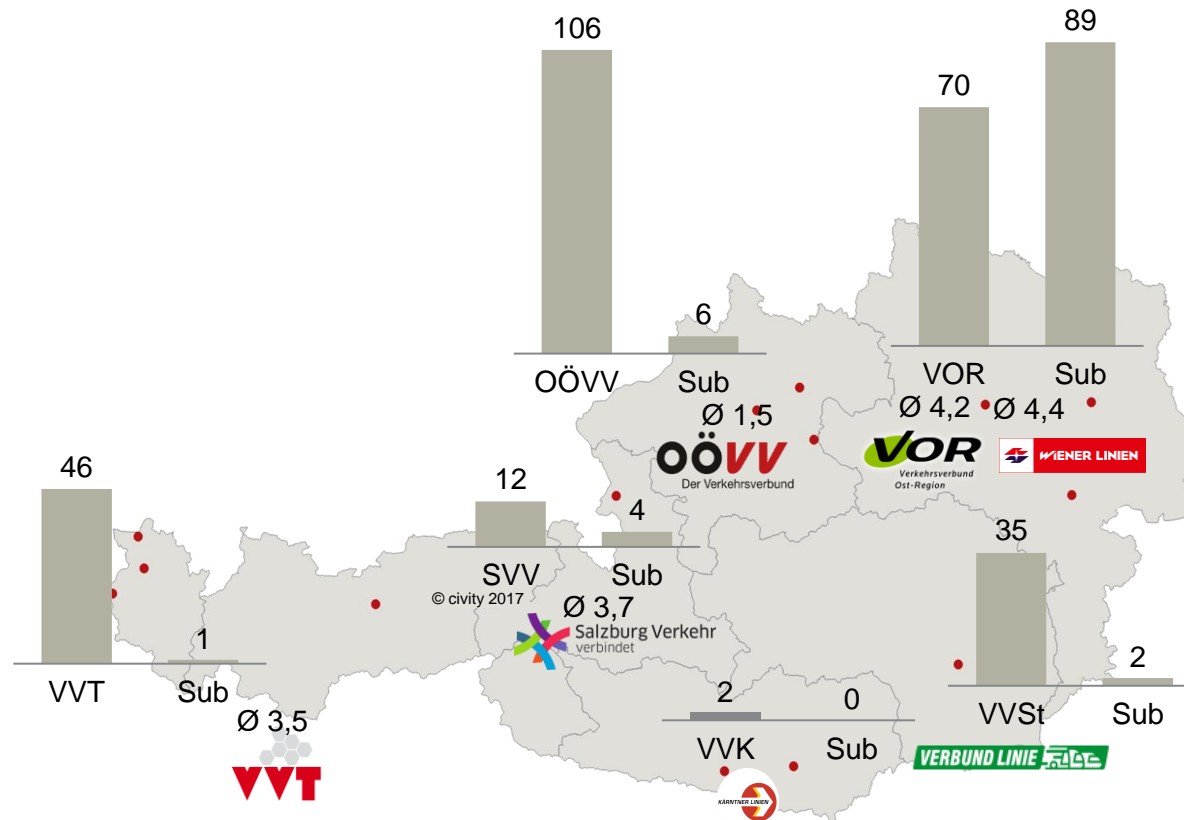 106
6
OÖVV
Sub
Ø 1,5
OÖVV
Der Verkehrsverbund
70
89
VOR
Sub
Ø 4,2
Ø 4,4
VOR
Verkehrsverbund
Ost-Region
WIENER LINIEN
46
1
VVT
Sub
Ø 3,5
VVT
12
4
SVV
Sub
© civity 2017
Ø 3,7
Salzburg Verkehr
verbindet
2
0
VVK
Sub
KÄRNTNER LINIEN
35
2
VVSt
Sub
VERBUND LINIE